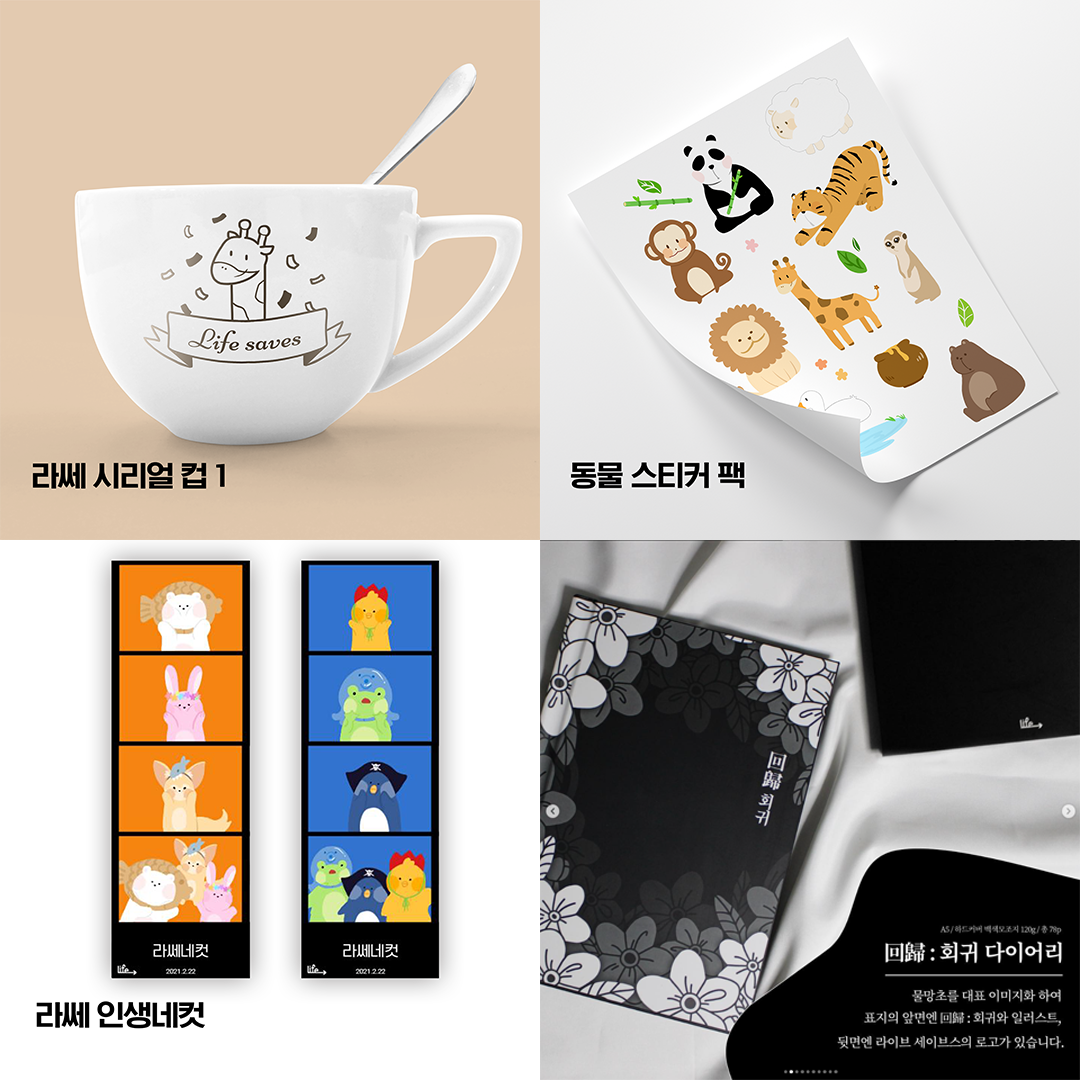 Life saves
라쎄 시리얼 컵 1
동물 스티커 팩
라쎄네컷
life
2021.2.22
라쎄네컷
life
2021.2.22
라쎄 인생네컷
回歸 회귀
life
A5 / 하드커버 백색모조지 120g / 총 78p
回歸 : 회귀 다이어리
물망초를 대표 이미지화 하여
표지의 앞면엔 回歸 : 회귀와 일러스트,
뒷면엔 라이브 세이브스의 로고가 있습니다.